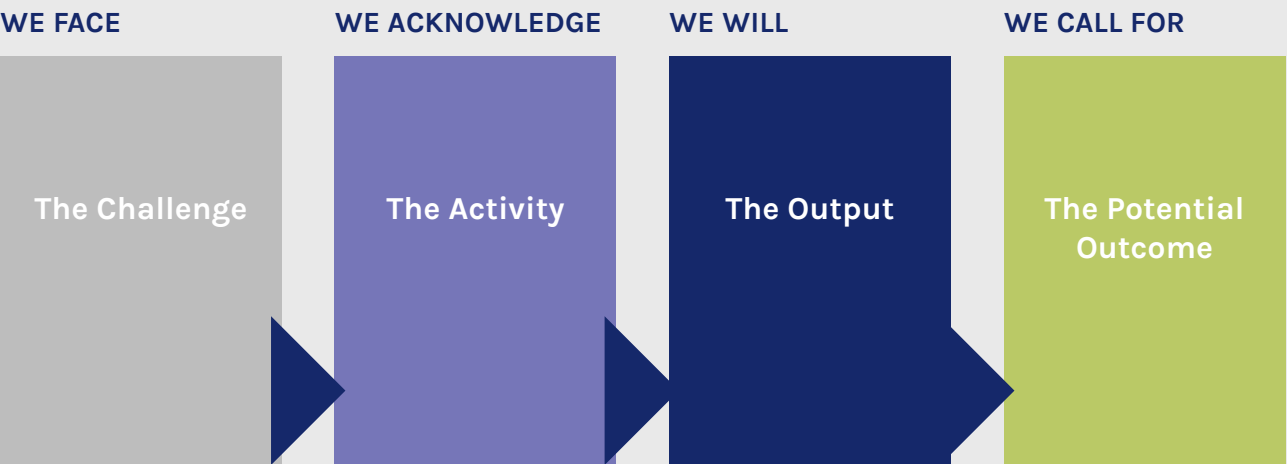 WE FACE
WE ACKNOWLEDGE
WE WILL
WE CALL FOR
The Challenge
The Activity
The Output
The Potential
Outcome